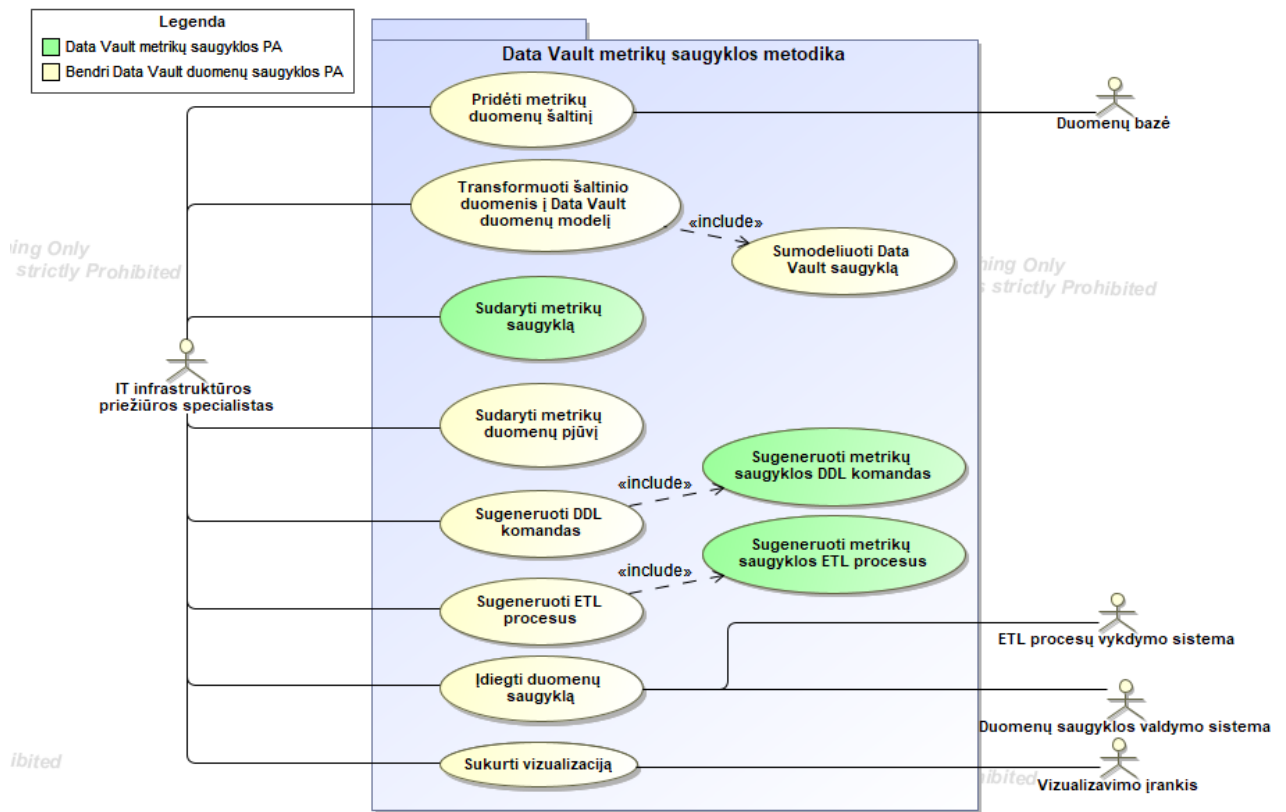 Legenda
Data Vault metrikų saugyklos PA
Bendri Data Vault duomenų saugyklos PA
Data Vault metrikų saugyklos metodika
Pridėti metrikų
duomenų šaltinį
Duomenų bazė
Transformuoti šaltinio
duomenis į Data Vault
duomenų modelį
«include»
Sumodeliuoti Data
Vault saugyklą
ning Only
strictly Prohibited
ning Only
s strictly Prohibited
Sudaryti metrikų
saugyklą
IT infrastruktūros
priežiūros specialistas
Sudaryti metrikų
duomenų pjūvį
Sugeneruoti metrikų
saugyklos DDL komandas
«include»
Sugeneruoti DDL
komandas
Sugeneruoti metrikų
saugyklos ETL procesus
«include»
Sugeneruoti ETL
procesus
ETL procesų vykdymo sistema
Įdiegti duomenų
saugyklą
Duomenų saugyklos valdymo sistema
Sukurti vizualizaciją
Vizualizavimo įrankis
ibited
hibited